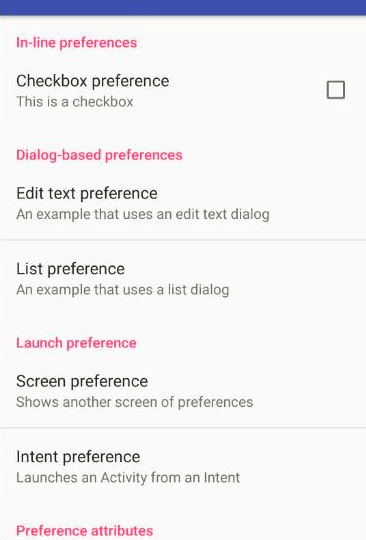 In-line preferences
Checkbox preference
This is a checkbox
Dialog-based preferences
Edit text preference
An example that uses an edit text dialog
List preference
An example that uses a list dialog
Launch preference
Screen preference
Shows another screen of preferences
Intent preference
Launches an Activity from an Intent
Preference attributes